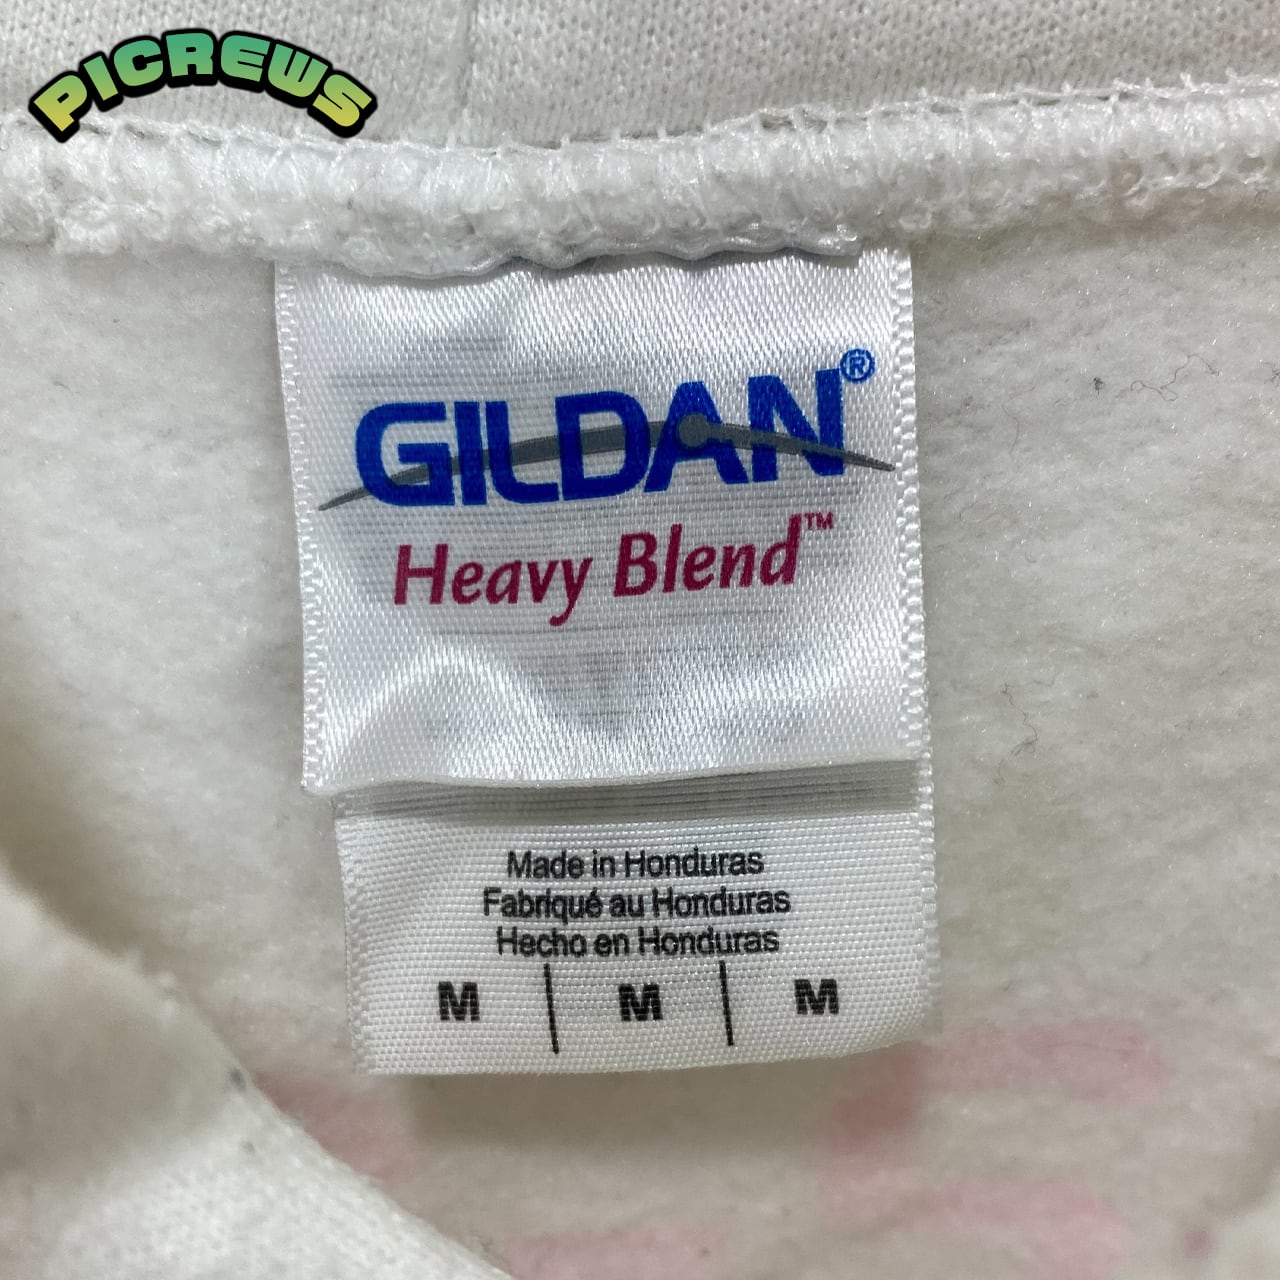 PICREWS
GILDAN®
Heavy Blend™
Made in Honduras
Fabriqué au Honduras
Hecho en Honduras
M | M | M